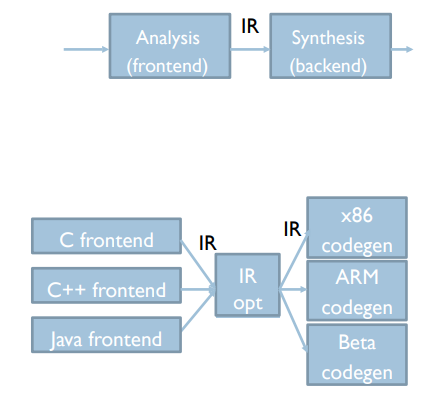 IR
Analysis
(frontend)
Synthesis
(backend)
C frontend
C++ frontend
Java frontend
IR
IR
opt
IR
x86
codegen
ARM
codegen
Beta
codegen